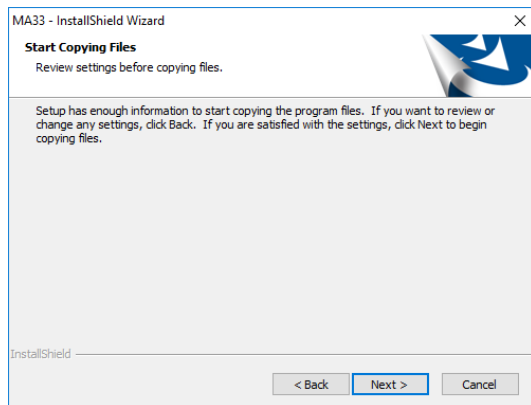 MA33 - InstallShield Wizard
Start Copying Files
Review settings before copying files.
Setup has enough information to start copying the program files.  If you want to review or
change any settings, click Back.  If you are satisfied with the settings, click Next to begin
copying files.
InstallShield
< Back
Next >
Cancel